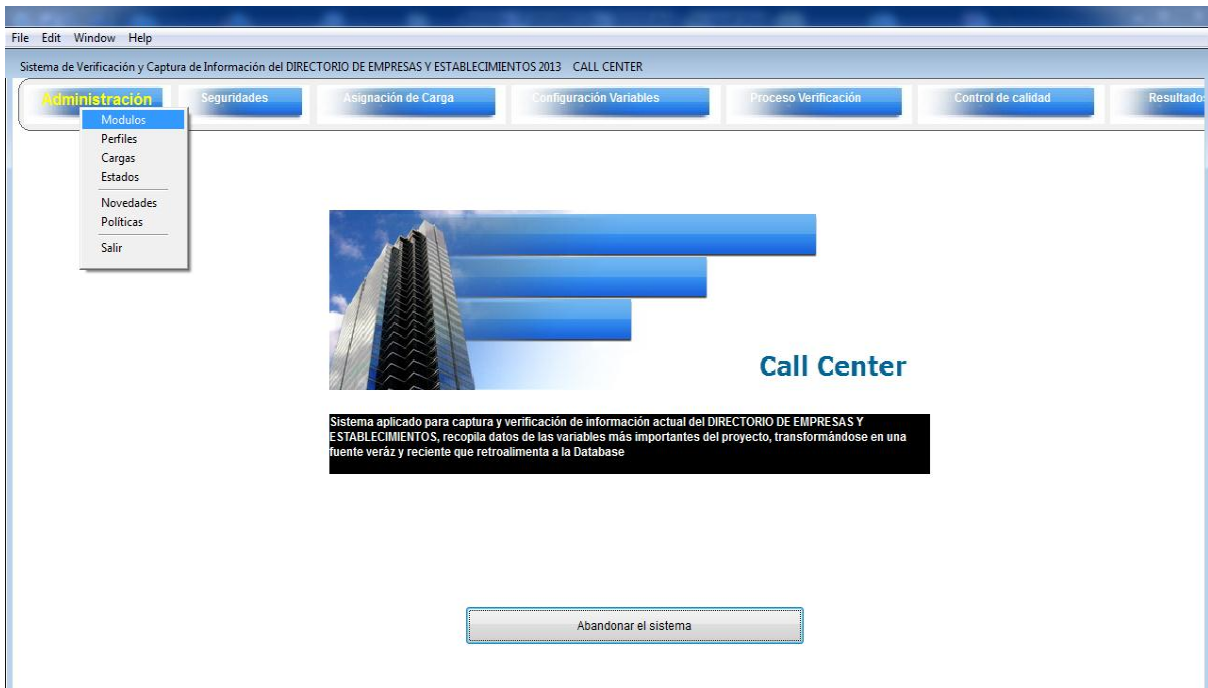 File Edit Window Help
Sistema de Verificación y Captura de Información del DIRECTORIO DE EMPRESAS Y ESTABLECIMIENTOS 2013 CALL CENTER
Administración Seguridades Asignación de Carga Configuración Variables Proceso Verificación Control de calidad Resultados
Modulos
Perfiles
Cargas
Estados
Novedades
Políticas
Salir
Call Center
Sistema aplicado para captura y verificación de información actual del DIRECTORIO DE EMPRESAS Y
ESTABLECIMIENTOS, recopila datos de las variables más importantes del proyecto, transformándose en una
fuente veráz y reciente que retroalimenta a la Database
Abandonar el sistema